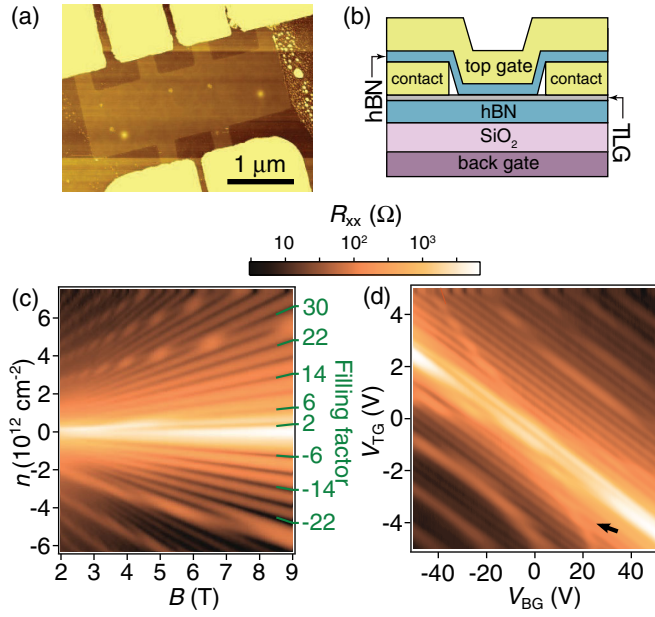 (a)
1 μm
(b)
top gate
contact
contact
hBN
hBN
SiO₂
back gate
TLG
Rxx (Ω)
10
10²
10³
(c)
6
4
2
0
-2
-4
-6
n (10¹² cm⁻²)
2 3 4 5 6 7 8 9
B (T)
30
22
14
6
2
-6
-14
-22
Filling factor
(d)
4
2
0
-2
-4
VTG (V)
-40 -20 0 20 40
VBG (V)